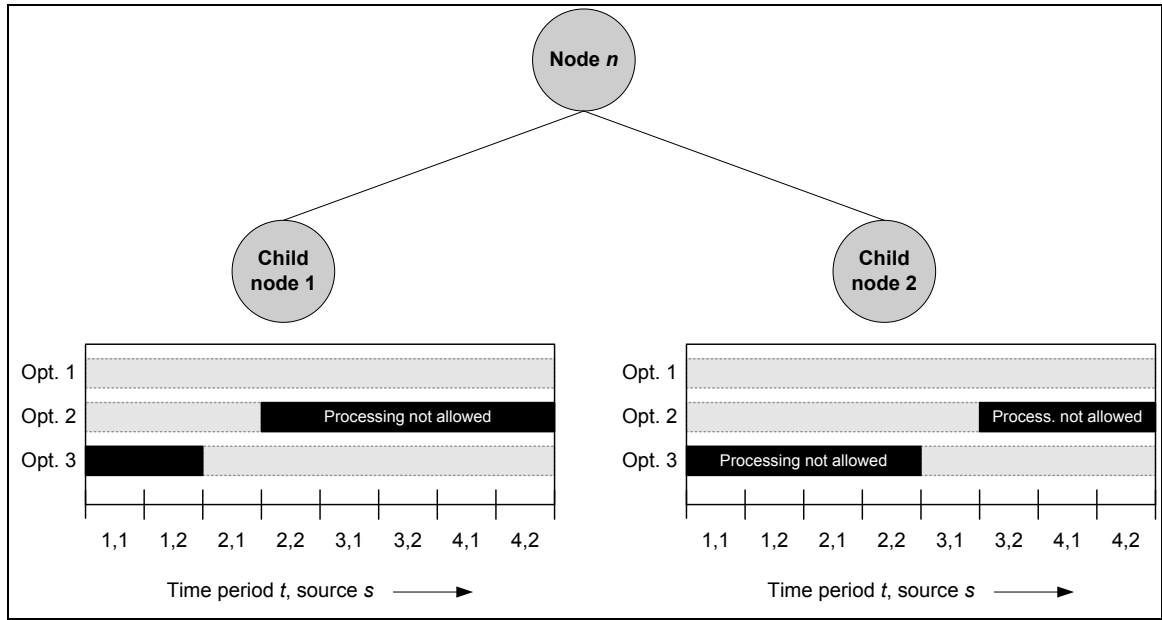 Node n
Child
node 1
Child
node 2
Opt. 1
Opt. 2
Processing not allowed
Opt. 3
1,1 1,2 2,1 2,2 3,1 3,2 4,1 4,2
Time period t, source s
Opt. 1
Opt. 2
Process. not allowed
Opt. 3
Processing not allowed
1,1 1,2 2,1 2,2 3,1 3,2 4,1 4,2
Time period t, source s